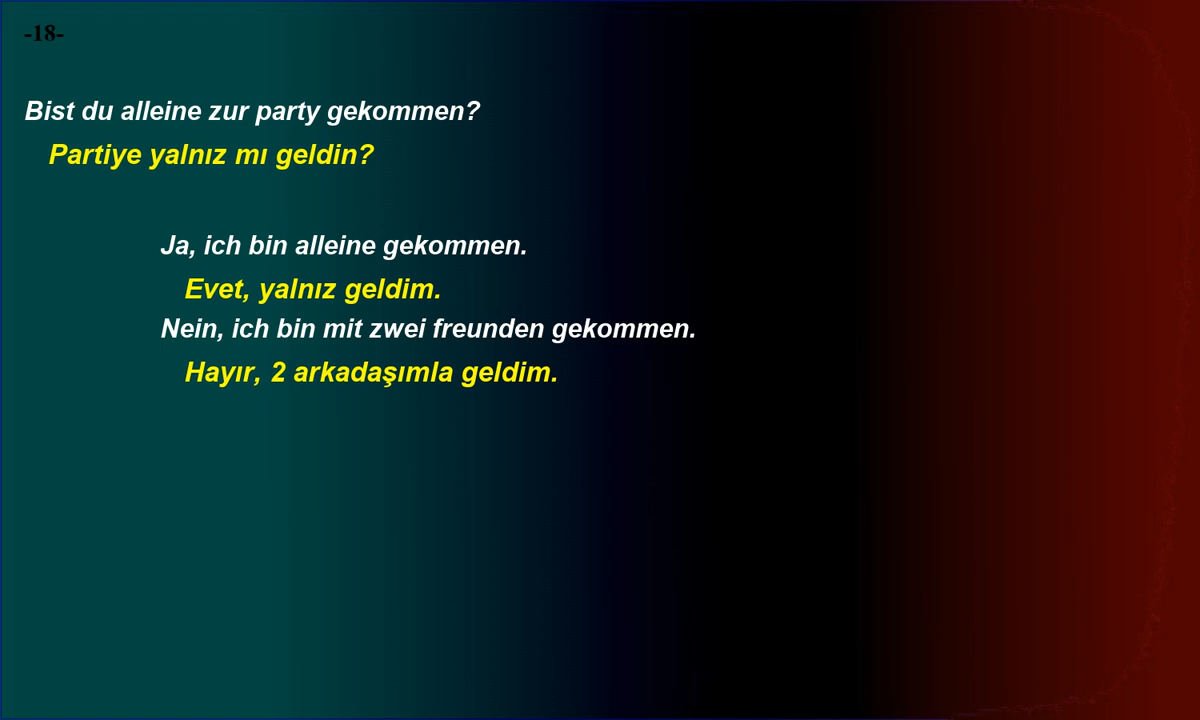 -18-
Bist du alleine zur party gekommen?
Partiye yalnız mı geldin?
Ja, ich bin alleine gekommen.
Evet, yalnız geldim.
Nein, ich bin mit zwei freunden gekommen.
Hayır, 2 arkadaşımla geldim.